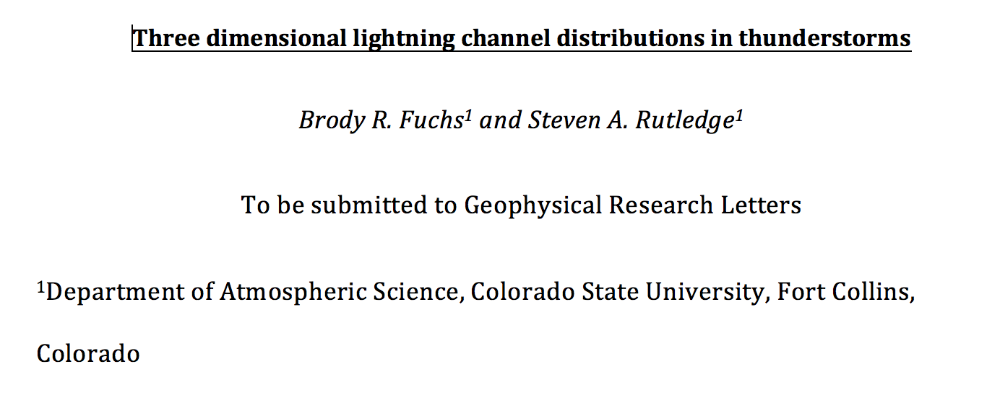 Three dimensional lightning channel distributions in thunderstorms
Brody R. Fuchs¹ and Steven A. Rutledge¹
To be submitted to Geophysical Research Letters
¹Department of Atmospheric Science, Colorado State University, Fort Collins,
Colorado